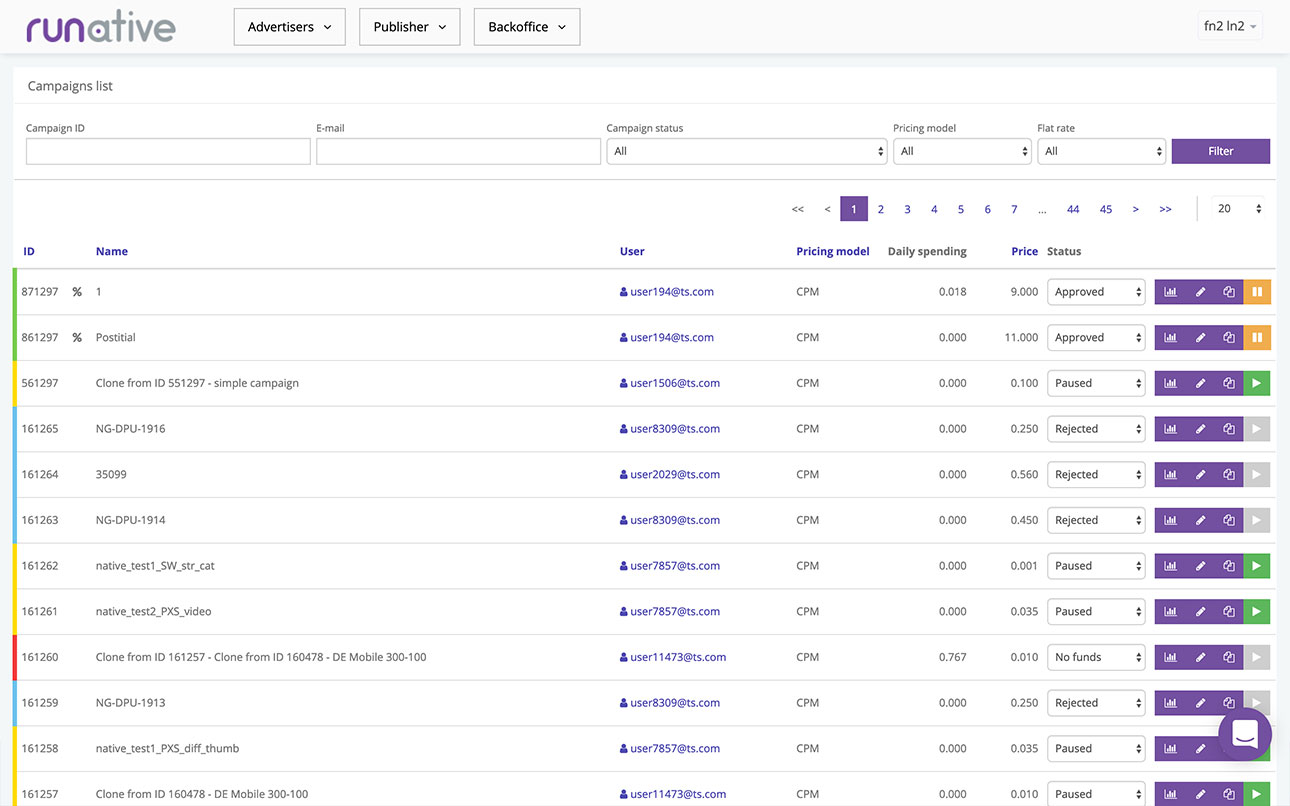 runative Advertisers Publisher Backoffice fn2 ln2
Campaigns list
Campaign ID E-mail Campaign status Pricing model Flat rate
All All All Filter
<< < 1 2 3 4 5 6 7 ... 44 45 > >> 20
ID Name User Pricing model Daily spending Price Status
871297 % 1 user194@ts.com CPM 0.018 9.000 Approved
861297 % Postitial user194@ts.com CPM 0.000 11.000 Approved
561297 Clone from ID 551297 - simple campaign user1506@ts.com CPM 0.000 0.100 Paused
161265 NG-DPU-1916 user8309@ts.com CPM 0.000 0.250 Rejected
161264 35099 user2029@ts.com CPM 0.000 0.560 Rejected
161263 NG-DPU-1914 user8309@ts.com CPM 0.000 0.450 Rejected
161262 native_test1_SW_str_cat user7857@ts.com CPM 0.000 0.001 Paused
161261 native_test2_PXS_video user7857@ts.com CPM 0.000 0.035 Paused
161260 Clone from ID 161257 - Clone from ID 160478 - DE Mobile 300-100 user11473@ts.com CPM 0.767 0.010 No funds
161259 NG-DPU-1913 user8309@ts.com CPM 0.000 0.250 Rejected
161258 native_test1_PXS_diff_thumb user7857@ts.com CPM 0.000 0.035 Paused
161257 Clone from ID 160478 - DE Mobile 300-100 user11473@ts.com CPM 0.000 0.010 Paused